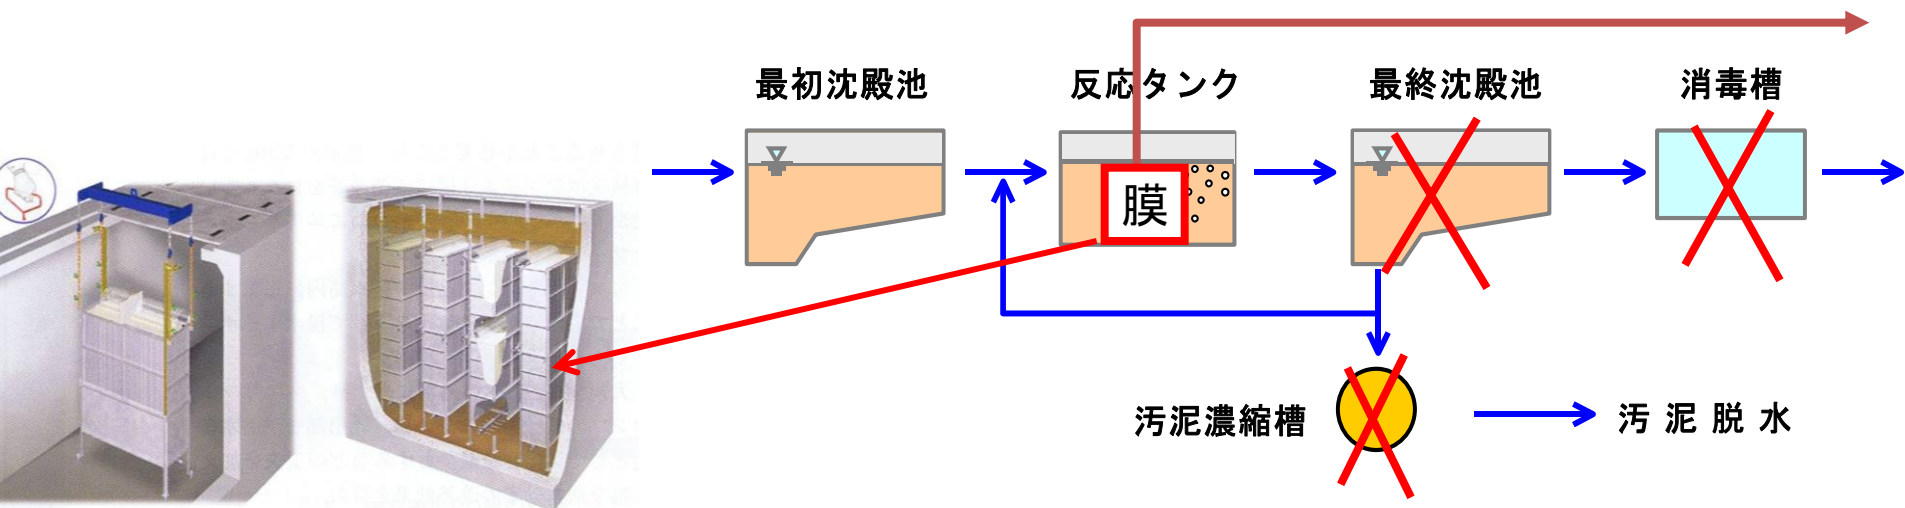 最初沈殿池
反応タンク
最終沈殿池
消毒槽
膜
汚泥濃縮槽
汚泥脱水